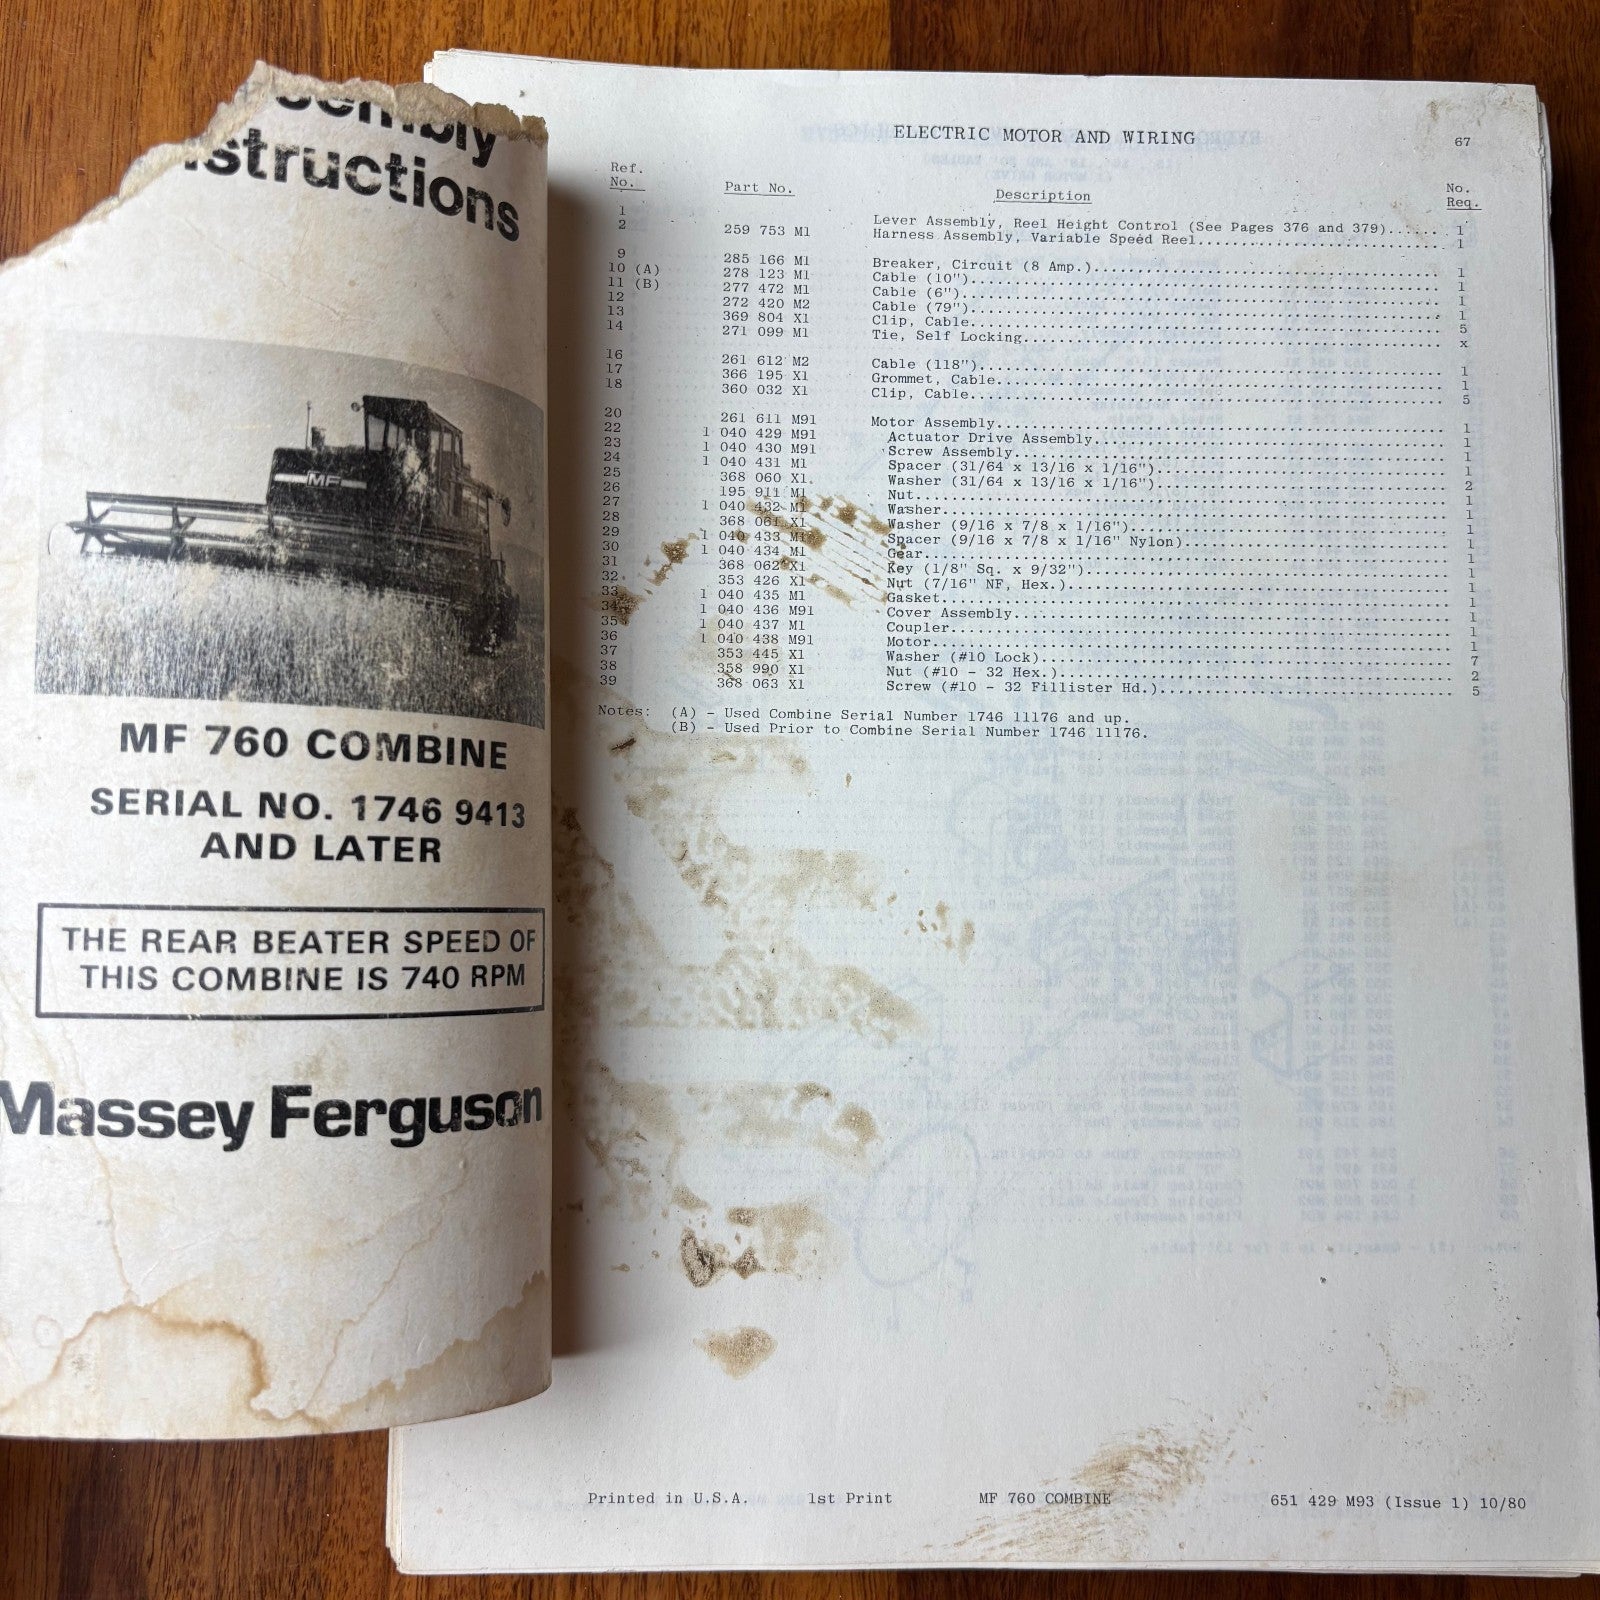 MF
MF 760 COMBINE
SERIAL NO. 1746 9413
AND LATER
THE REAR BEATER SPEED OF
THIS COMBINE IS 740 RPM
Massey Ferguson
ELECTRIC MOTOR AND WIRING 67
Ref. No. Part No. Description No. Req.
1 Lever Assembly, Reel Height Control (See Pages 376 and 379)...... 1
2 259 753 M1 Harness Assembly, Variable Speed Reel...... 1
9 285 166 M1 Breaker, Circuit (8 Amp.)...... 1
10 (A) 278 123 M1 Cable (10")...... 1
11 (B) 277 472 M1 Cable (6")...... 1
12 272 420 M2 Cable (79")...... 1
13 369 804 X1 Clip, Cable...... 5
14 271 099 M1 Tie, Self Locking...... x
16 261 612 M2 Cable (118")...... 1
17 366 195 X1 Grommet, Cable...... 1
18 360 032 X1 Clip, Cable...... 5
20 261 611 M91 Motor Assembly...... 1
22 1 040 429 M91 Actuator Drive Assembly...... 1
23 1 040 430 M91 Screw Assembly...... 1
24 1 040 431 M1 Spacer (31/64 x 13/16 x 1/16")...... 1
25 368 060 X1 Washer (31/64 x 13/16 x 1/16")...... 2
26 195 911 M1 Nut...... 1
27 1 040 432 M1 Washer...... 1
28 368 061 X1 Washer (9/16 x 7/8 x 1/16")...... 1
29 1 040 433 M1 Spacer (9/16 x 7/8 x 1/16" Nylon)...... 1
30 1 040 434 M1 Gear...... 1
31 368 062 X1 Key (1/8" Sq. x 9/32")...... 1
32 353 426 X1 Nut (7/16" NF, Hex.)...... 1
33 1 040 435 M1 Gasket...... 1
34 1 040 436 M91 Cover Assembly...... 1
35 1 040 437 M1 Coupler...... 1
36 1 040 438 M91 Motor...... 1
37 353 445 X1 Washer (#10 Lock)...... 7
38 358 990 X1 Nut (#10 - 32 Hex.)...... 2
39 368 063 X1 Screw (#10 - 32 Fillister Hd.)...... 5
Notes: (A) - Used Combine Serial Number 1746 11176 and up.
(B) - Used Prior to Combine Serial Number 1746 11176.
Printed in U.S.A. 1st Print MF 760 COMBINE 651 429 M93 (Issue 1) 10/80